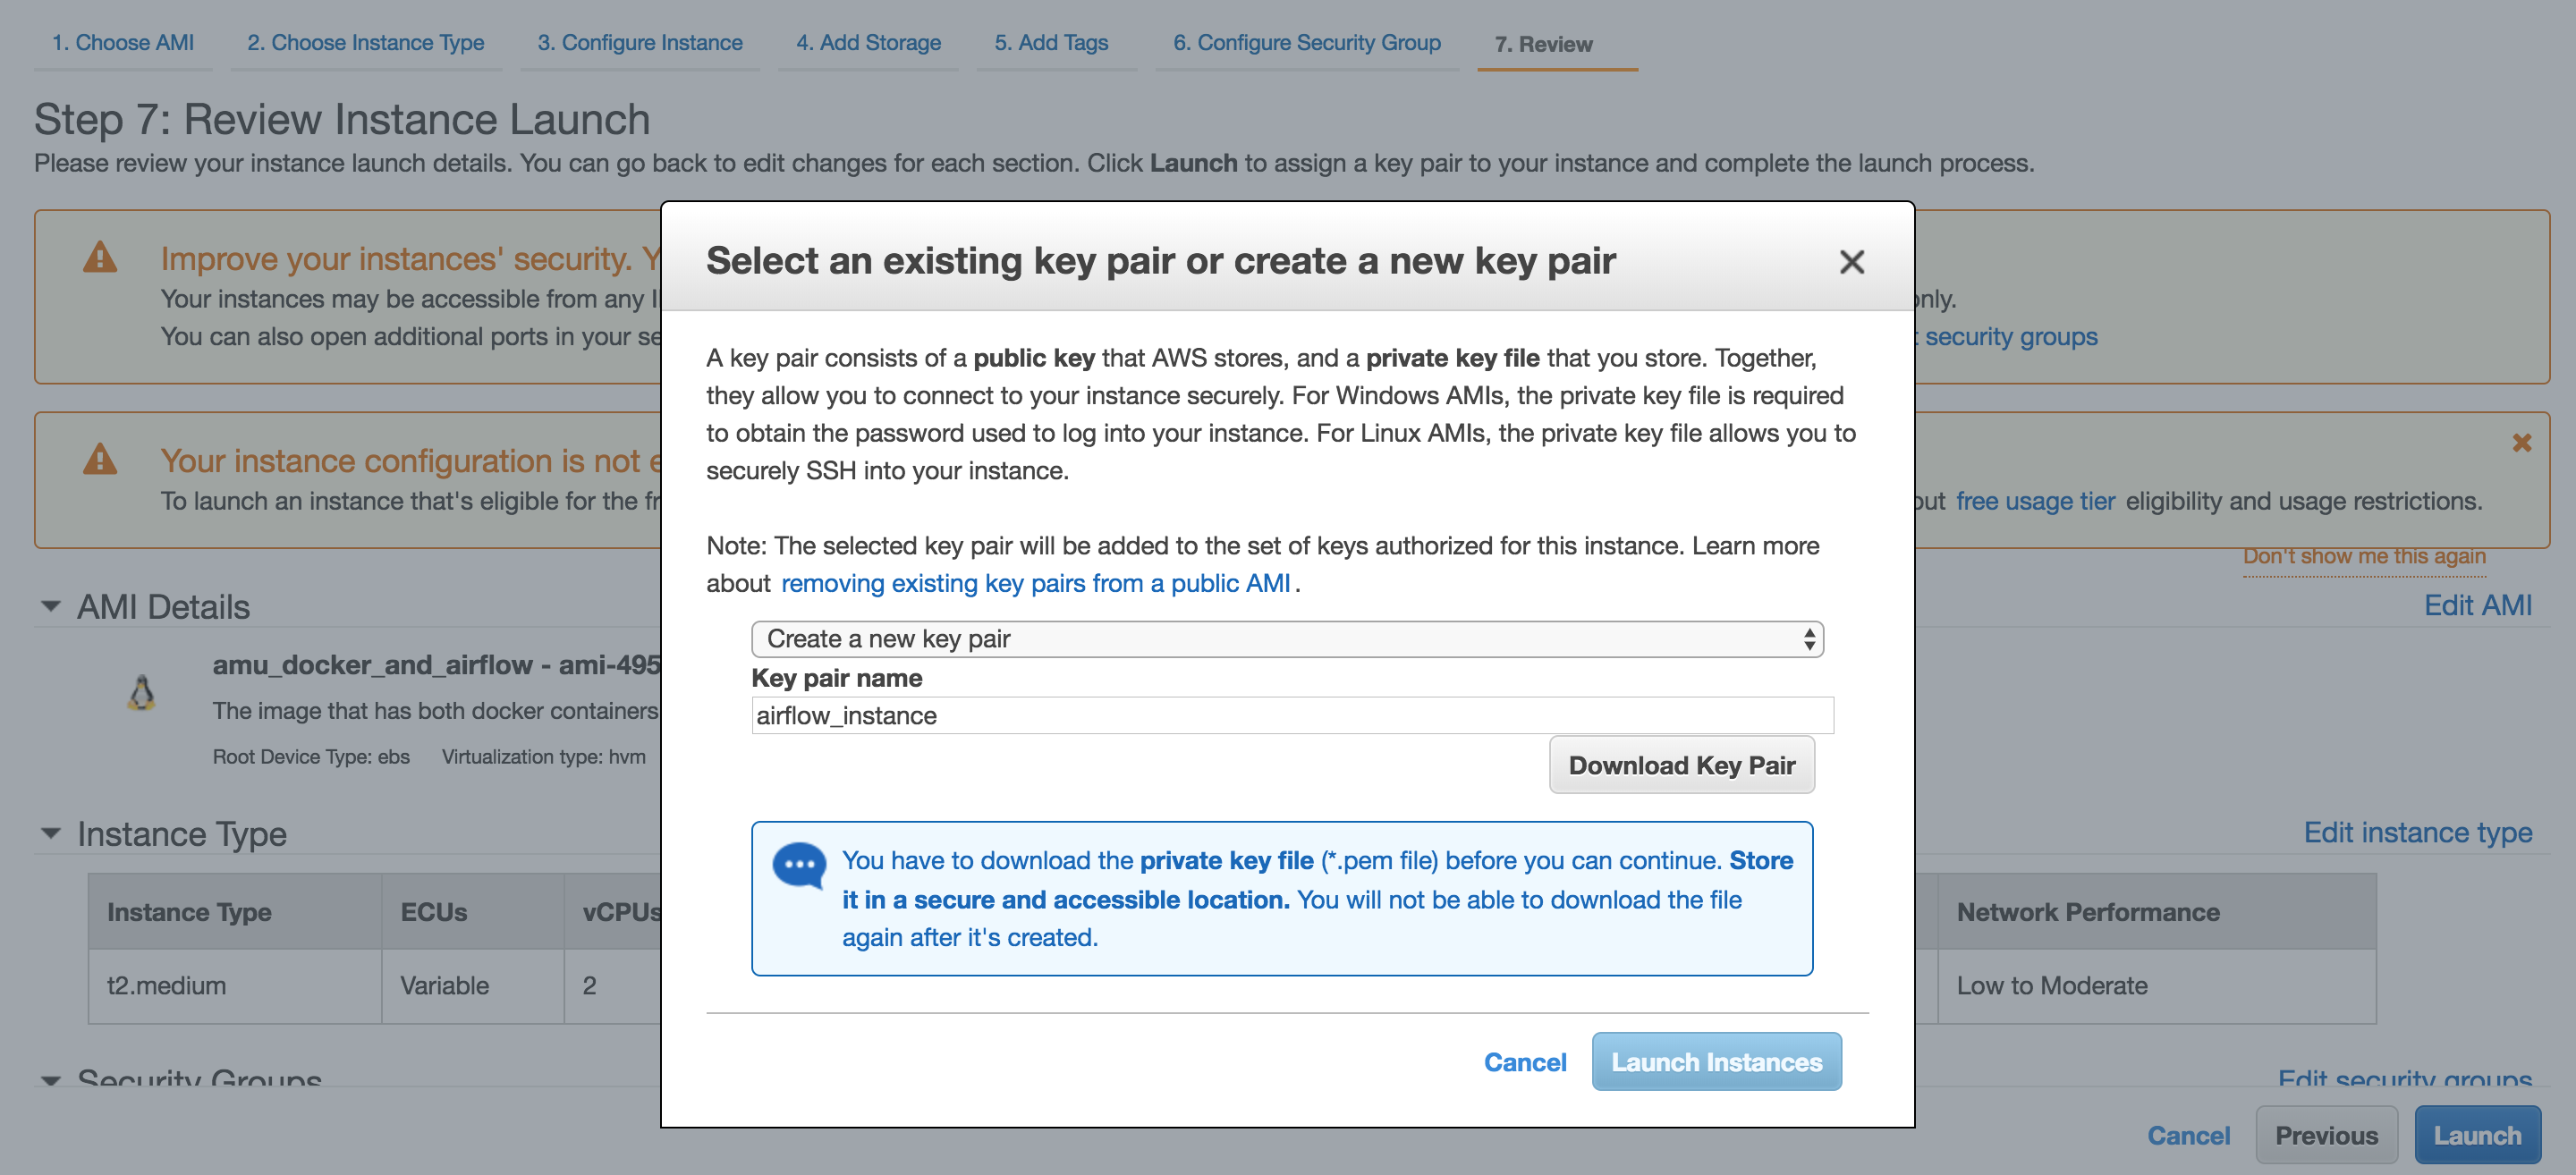 1. Choose AMI
2. Choose Instance Type
3. Configure Instance
4. Add Storage
5. Add Tags
6. Configure Security Group
7. Review
Step 7: Review Instance Launch
Please review your instance launch details. You can go back to edit changes for each section. Click Launch to assign a key pair to your instance and complete the launch process.
Improve your instances' security.
Your instances may be accessible from any
only.
You can also open additional ports in your
security groups
Your instance configuration is not
To launch an instance that's eligible for the
free usage tier eligibility and usage restrictions.
Don't show me this again
Select an existing key pair or create a new key pair
A key pair consists of a public key that AWS stores, and a private key file that you store. Together,
they allow you to connect to your instance securely. For Windows AMIs, the private key file is required
to obtain the password used to log into your instance. For Linux AMIs, the private key file allows you to
securely SSH into your instance.
Note: The selected key pair will be added to the set of keys authorized for this instance. Learn more
about removing existing key pairs from a public AMI.
Create a new key pair
Key pair name
airflow_instance
Download Key Pair
You have to download the private key file (*.pem file) before you can continue. Store
it in a secure and accessible location. You will not be able to download the file
again after it's created.
Cancel
Launch Instances
AMI Details
Edit AMI
amu_docker_and_airflow - ami-495
The image that has both docker containers
Root Device Type: ebs Virtualization type: hvm
Instance Type
Edit instance type
Instance Type
ECUs
vCPUs
Network Performance
t2.medium
Variable
2
Low to Moderate
Security Groups
Edit security groups
Cancel
Previous
Launch